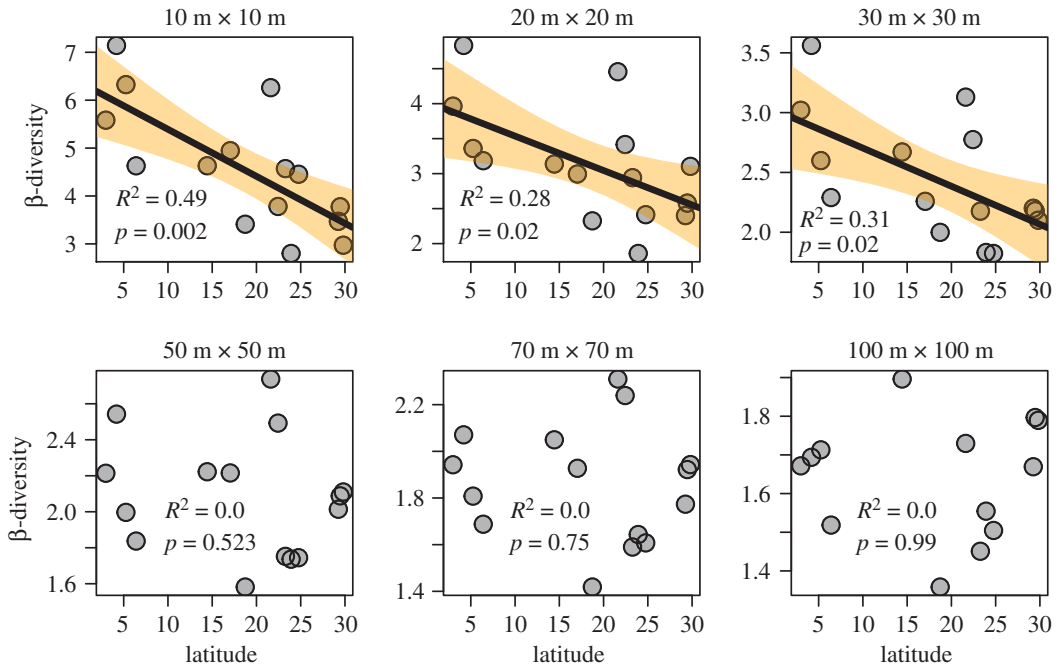 10 m × 10 m
20 m × 20 m
30 m × 30 m
β-diversity
7
6
5
4
3
R² = 0.49
p = 0.002
5 10 15 20 25 30
4
3
2
R² = 0.28
p = 0.02
5 10 15 20 25 30
3.5
3.0
2.5
2.0
R² = 0.31
p = 0.02
5 10 15 20 25 30
50 m × 50 m
70 m × 70 m
100 m × 100 m
β-diversity
2.4
2.0
1.6
R² = 0.0
p = 0.523
5 10 15 20 25 30
latitude
2.2
1.8
1.4
R² = 0.0
p = 0.75
5 10 15 20 25 30
latitude
1.8
1.6
1.4
R² = 0.0
p = 0.99
5 10 15 20 25 30
latitude